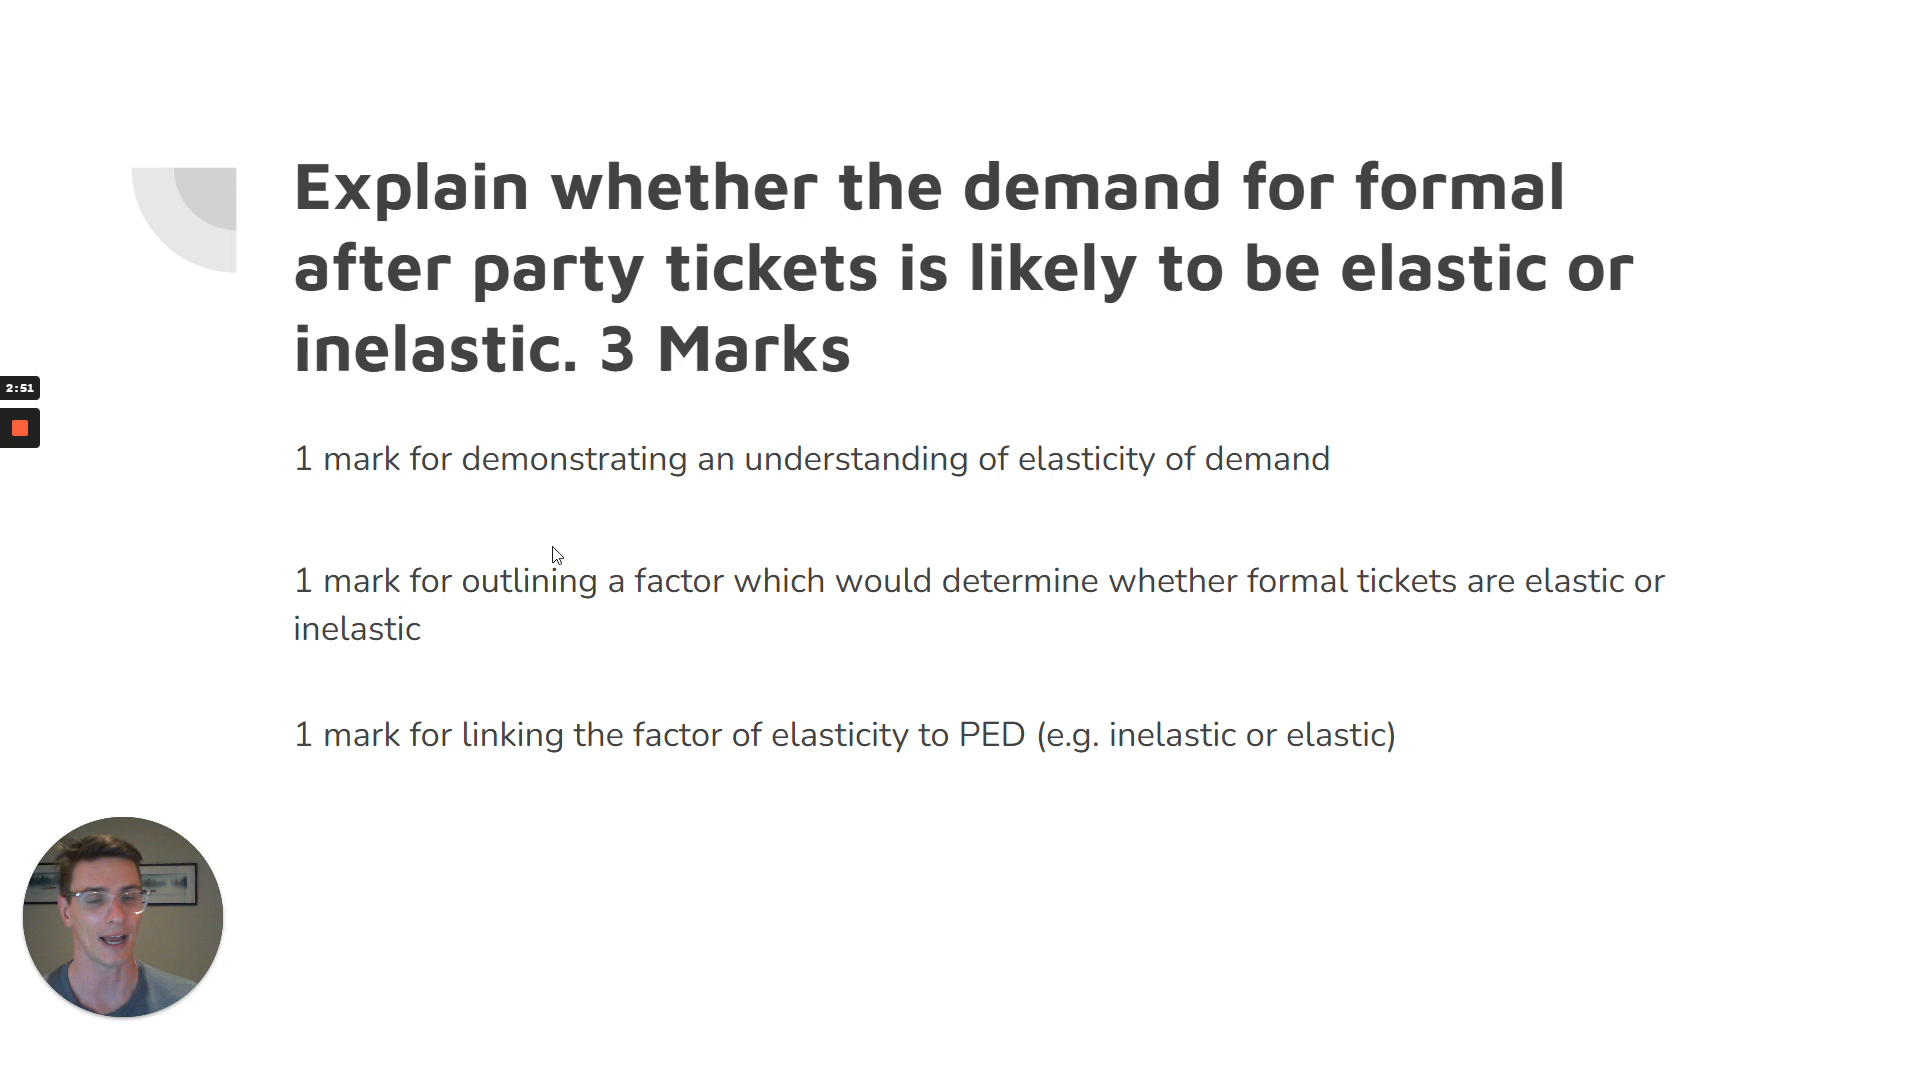 Explain whether the demand for formal
after party tickets is likely to be elastic or
inelastic. 3 Marks
2:51
1 mark for demonstrating an understanding of elasticity of demand
1 mark for outlining a factor which would determine whether formal tickets are elastic or
inelastic
1 mark for linking the factor of elasticity to PED (e.g. inelastic or elastic)